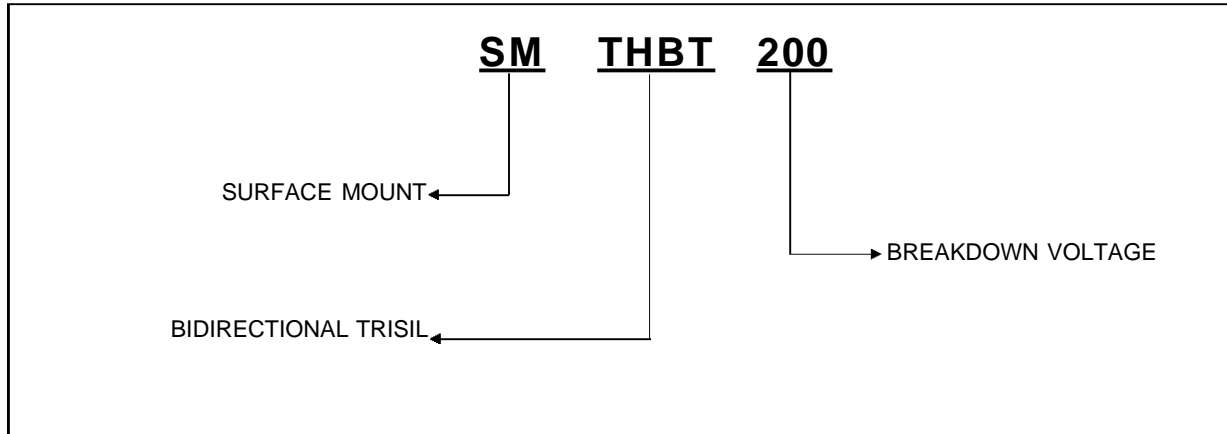 SM THBT 200
SURFACE MOUNT
BREAKDOWN VOLTAGE
BIDIRECTIONAL TRISIL